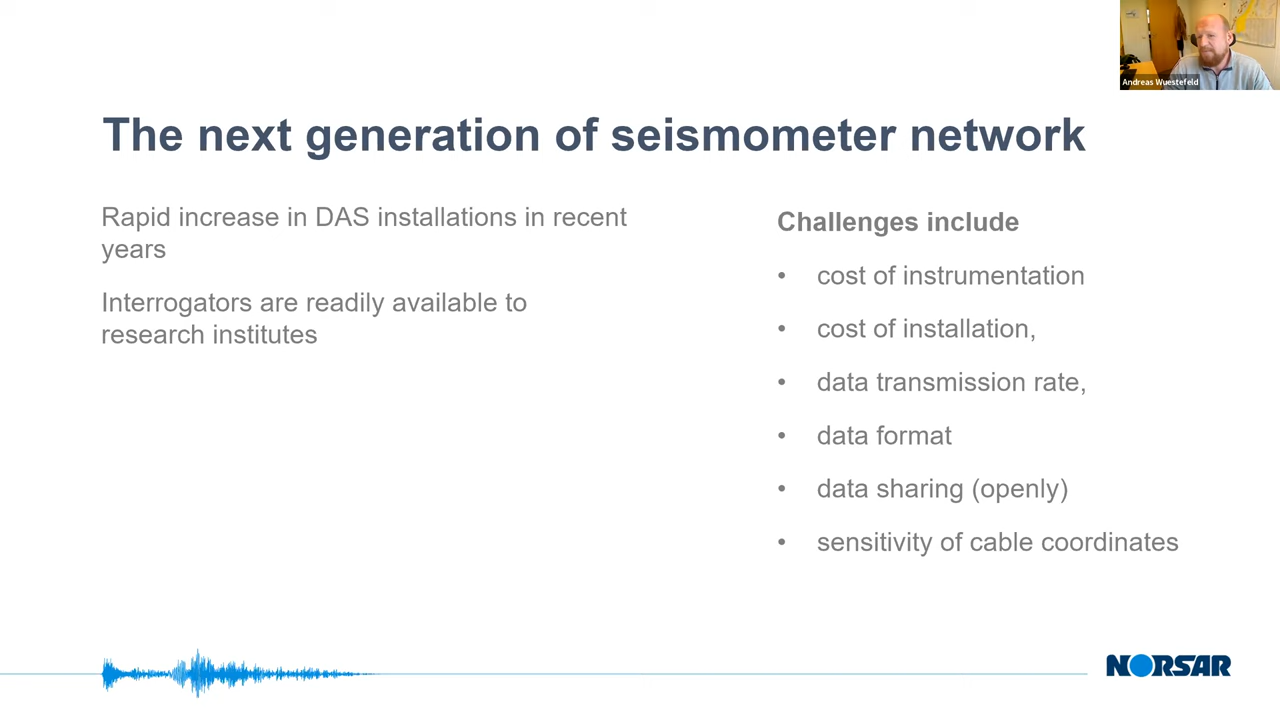 Andreas Wuestefeld
The next generation of seismometer network
Rapid increase in DAS installations in recent
years
Interrogators are readily available to
research institutes
Challenges include
• cost of instrumentation
• cost of installation,
• data transmission rate,
• data format
• data sharing (openly)
• sensitivity of cable coordinates
NORSAR